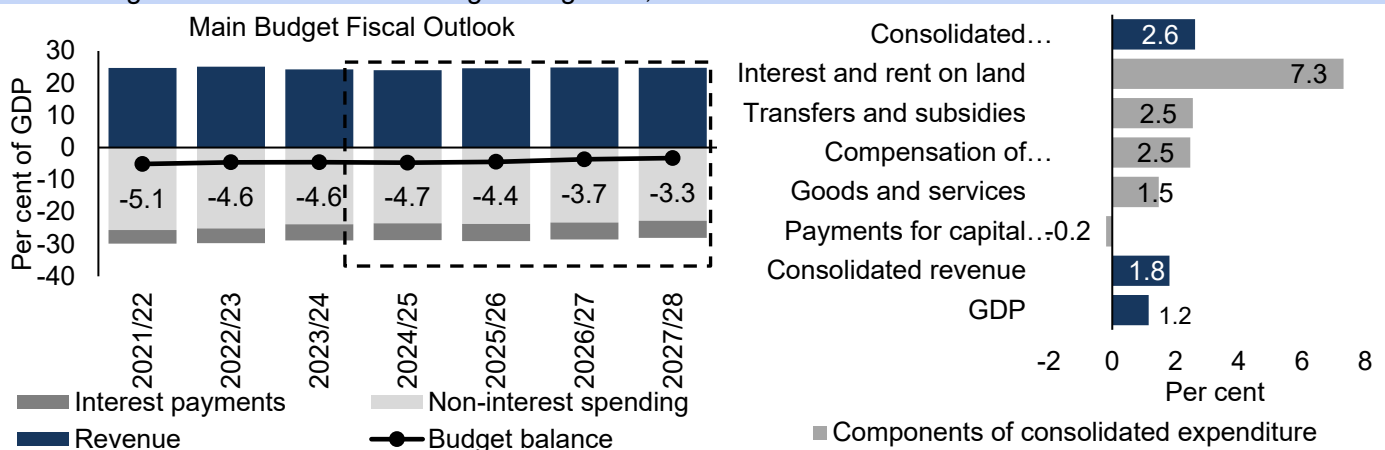 Main Budget Fiscal Outlook
Per cent of GDP
30
20
10
0
-10
-20
-30
-40
-5.1
-4.6
-4.6
-4.7
-4.4
-3.7
-3.3
2021/22
2022/23
2023/24
2024/25
2025/26
2026/27
2027/28
Interest payments
Non-interest spending
Revenue
Budget balance
Consolidated…
2.6
Interest and rent on land
7.3
Transfers and subsidies
2.5
Compensation of…
2.5
Goods and services
1.5
Payments for capital…
-0.2
Consolidated revenue
1.8
GDP
1.2
-2 0 2 4 6 8
Per cent
Components of consolidated expenditure